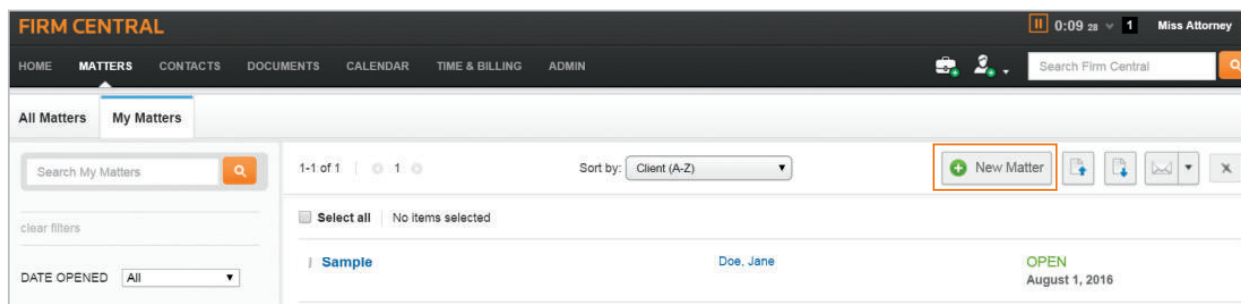 FIRM CENTRAL
0:09 28 1 Miss Attorney
HOME MATTERS CONTACTS DOCUMENTS CALENDAR TIME & BILLING ADMIN Search Firm Central
All Matters My Matters
Search My Matters 1-1 of 1 1 Sort by: Client (A-Z) New Matter
Select all No items selected
clear filters
Sample Doe, Jane OPEN
DATE OPENED All August 1, 2016